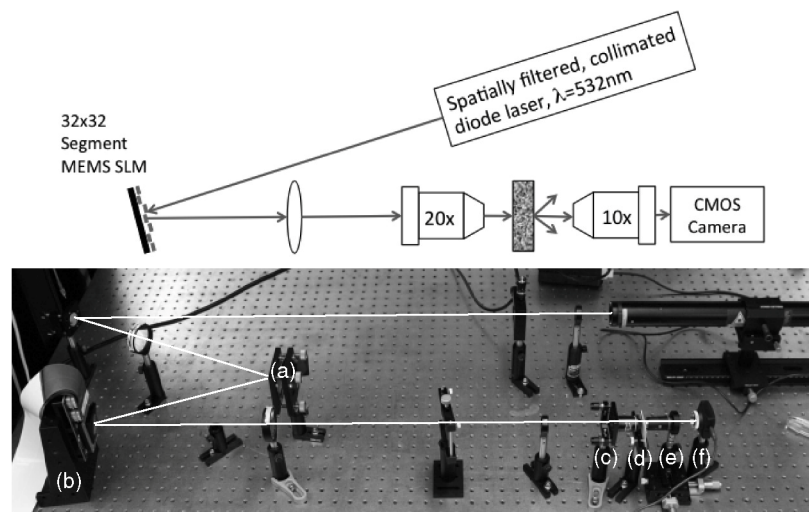 Spatially filtered, collimated
diode laser, λ=532nm
32x32
Segment
MEMS SLM
20x
10x
CMOS
Camera
(a)
(b)
(c)
(d)
(e)
(f)